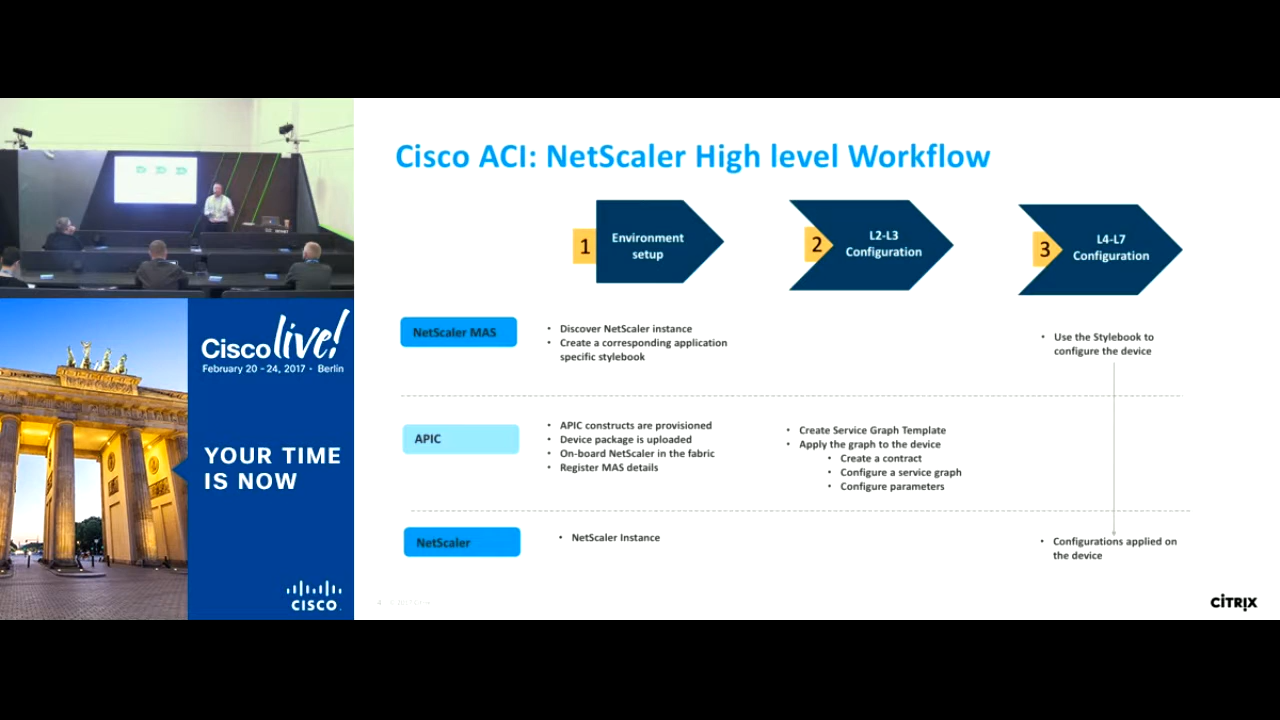 Cisco ACI: NetScaler High level Workflow
1
Environment
setup
2
L2-L3
Configuration
3
L4-L7
Configuration
NetScaler MAS
• Discover NetScaler instance
• Create a corresponding application
specific stylebook
• Use the Stylebook to
configure the device
APIC
• APIC constructs are provisioned
• Device package is uploaded
• On-board NetScaler in the fabric
• Register MAS details
• Create Service Graph Template
• Apply the graph to the device
• Create a contract
• Configure a service graph
• Configure parameters
NetScaler
• NetScaler Instance
• Configurations applied on
the device
CITRIX
Cisco live!
February 20 - 24, 2017 • Berlin
YOUR TIME
IS NOW
CISCO